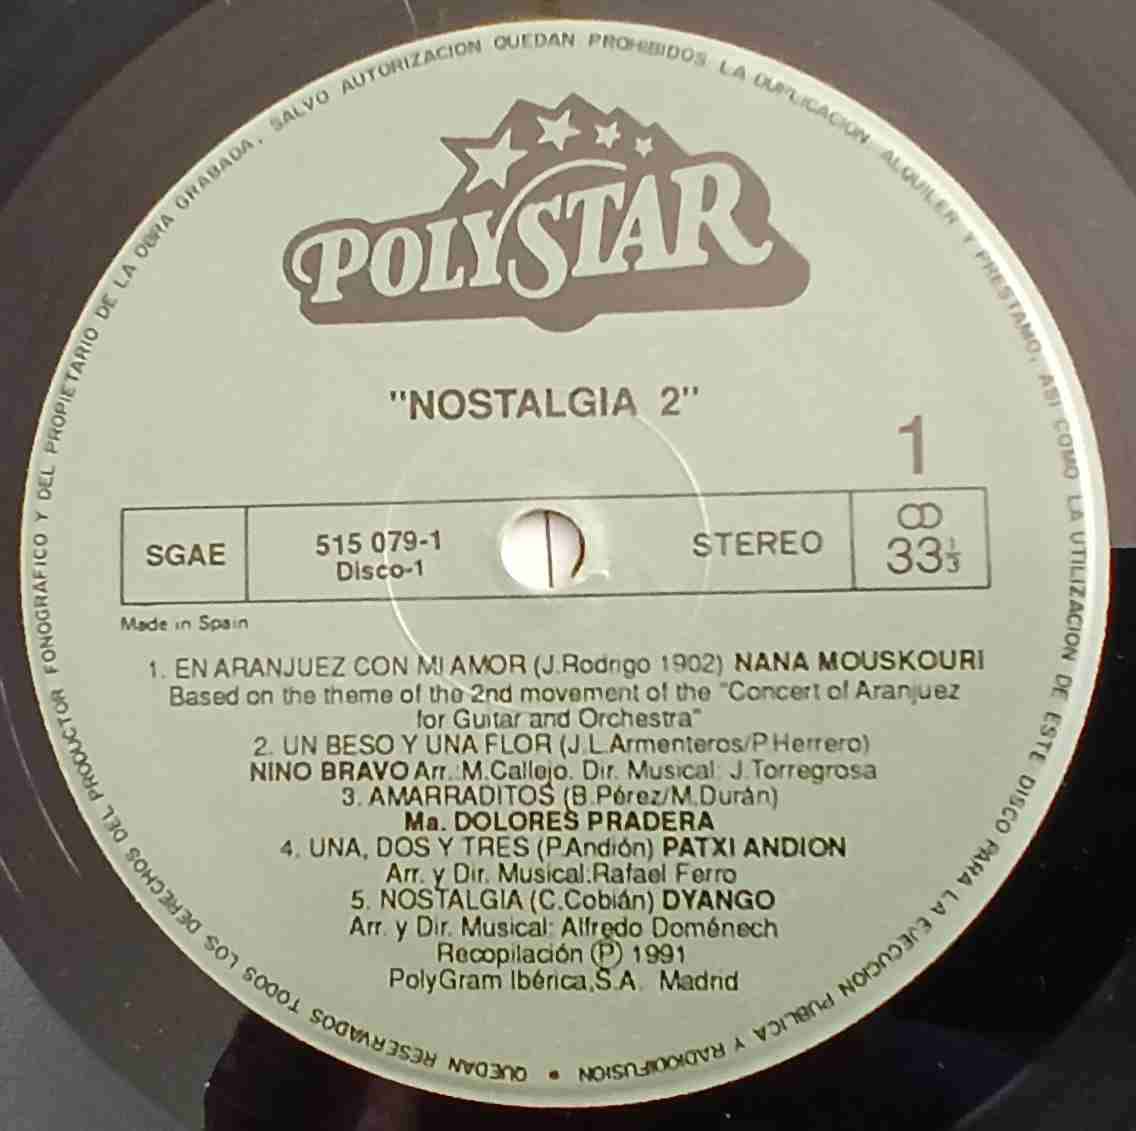 POLYSTAR
"NOSTALGIA 2"
1
SGAE
515 079-1
Disco-1
STEREO
33⅓
Made in Spain
1. EN ARANJUEZ CON MI AMOR (J.Rodrigo 1902) NANA MOUSKOURI
Based on the theme of the 2nd movement of the "Concert of Aranjuez
for Guitar and Orchestra"
2. UN BESO Y UNA FLOR (J.L.Armenteros/P.Herrero)
NINO BRAVO Arr.:M.Callejo. Dir. Musical: J.Torregrosa
3. AMARRADITOS (B.Pérez/M.Durán)
Ma. DOLORES PRADERA
4. UNA, DOS Y TRES (P.Andión) PATXI ANDION
Arr. y Dir. Musical:Rafael Ferro
5. NOSTALGIA (C.Cobián) DYANGO
Arr. y Dir. Musical: Alfredo Doménech
Recopilación Ⓟ 1991
PolyGram Ibérica,S.A. Madrid
QUEDAN RESERVADOS TODOS LOS DERECHOS DEL PRODUCTOR FONOGRAFICO Y DEL PROPIETARIO DE LA OBRA GRABADA. SALVO AUTORIZACION QUEDAN PROHIBIDOS LA DUPLICACION, ALQUILER Y PRESTAMO, ASI COMO LA UTILIZACION DE ESTE DISCO PARA LA EJECUCION PUBLICA Y RADIODIFUSION •